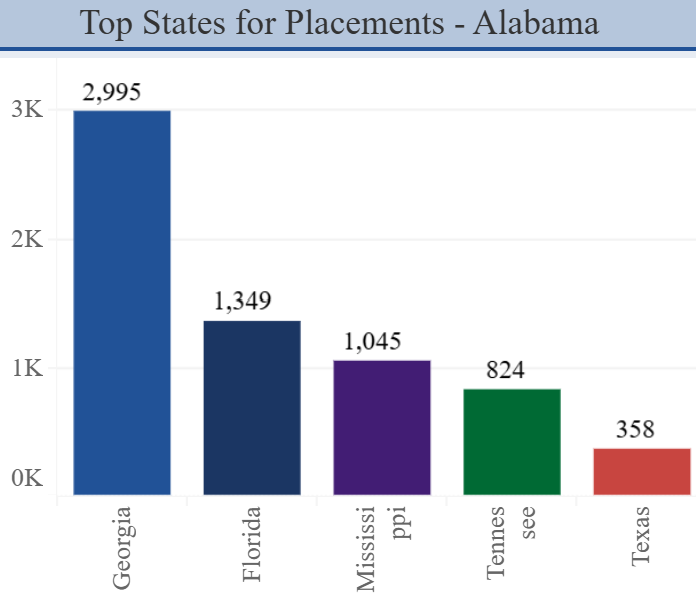 Top States for Placements - Alabama
2,995
3K
2K
1,349
1,045
1K
824
358
0K
Georgia
Florida
Mississi
ppi
Tennes
see
Texas